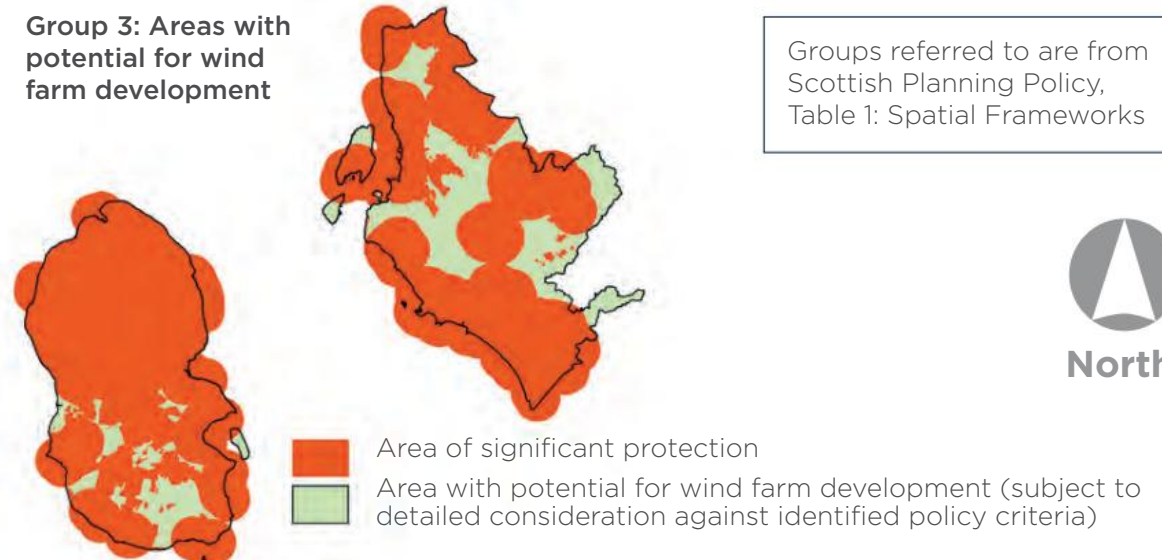 Group 3: Areas with
potential for wind
farm development
Groups referred to are from
Scottish Planning Policy,
Table 1: Spatial Frameworks
North
Area of significant protection
Area with potential for wind farm development (subject to
detailed consideration against identified policy criteria)